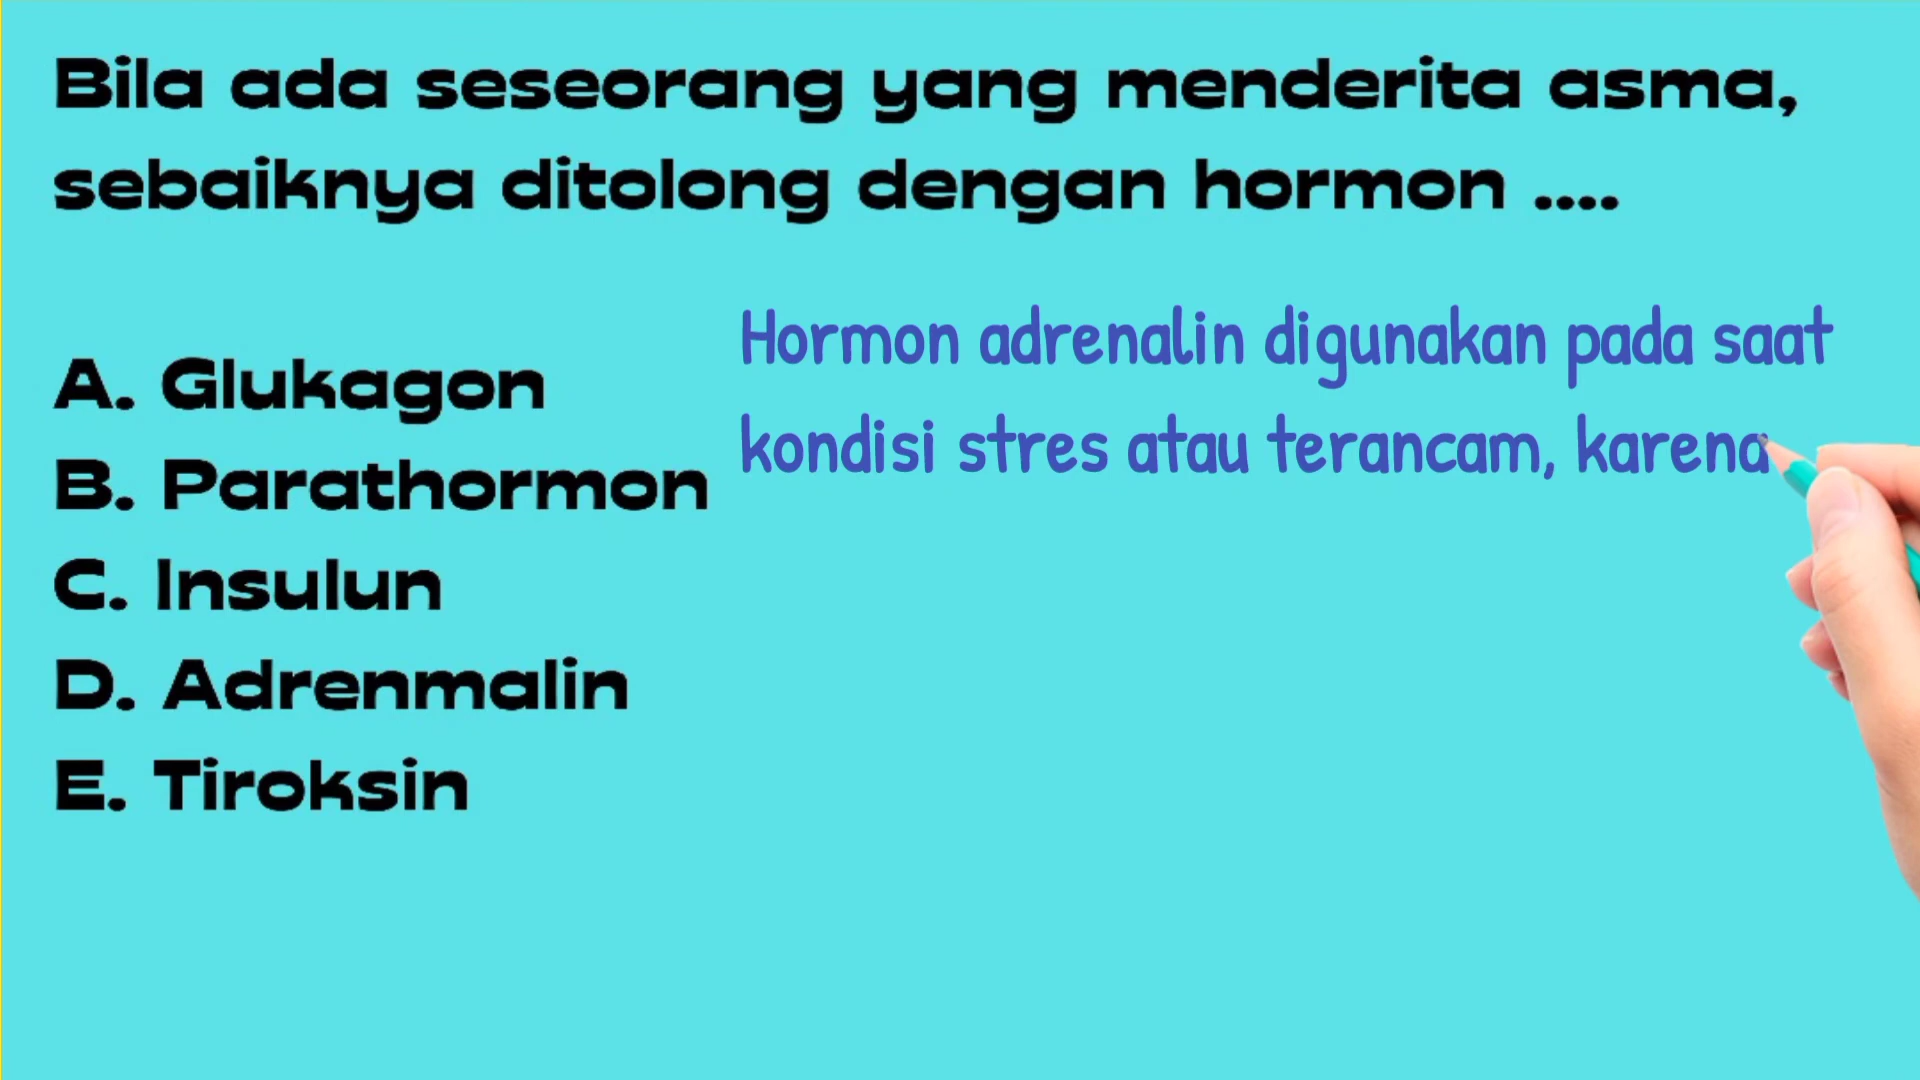 Bila ada seseorang yang menderita asma,
sebaiknya ditolong dengan hormon ....
A. Glukagon
B. Parathormon
C. Insulun
D. Adrenmalin
E. Tiroksin
Hormon adrenalin digunakan pada saat
kondisi stres atau terancam, karena